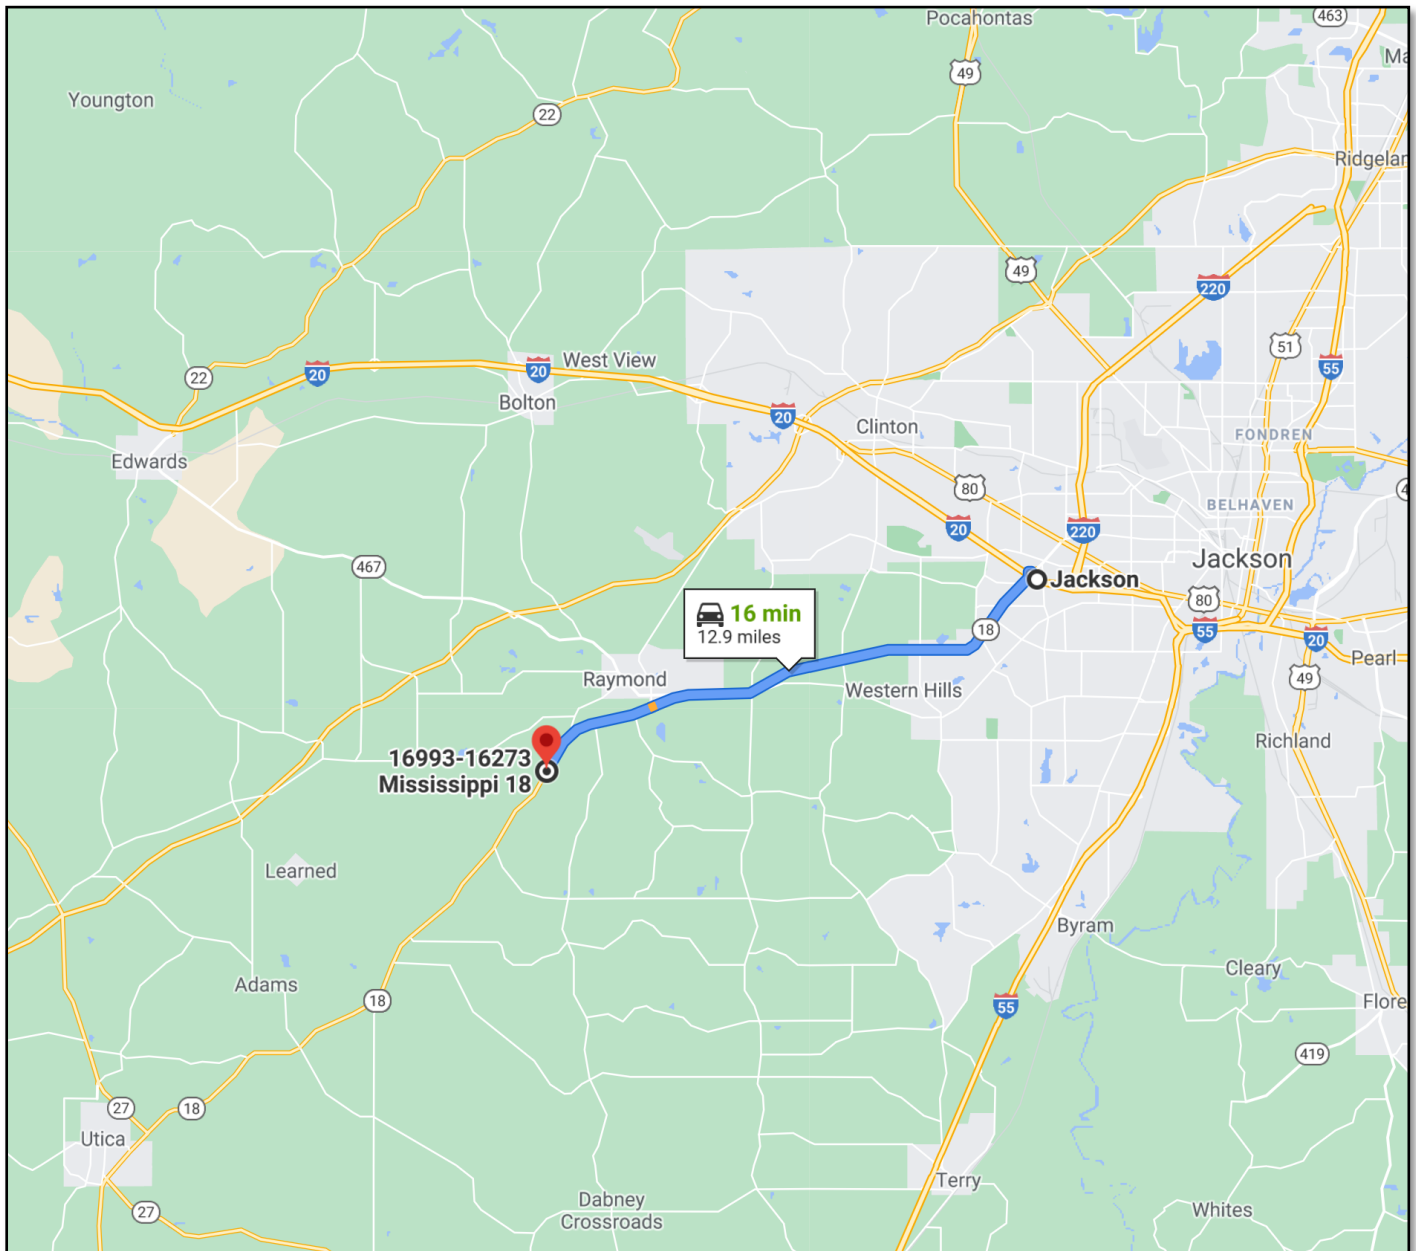 Pocahontas
463
Youngton
49
22
Ridgelar
49
220
51
22
20
20
West View
55
Bolton
20
Clinton
FONDREN
Edwards
80
BELHAVEN
20
220
Jackson
467
Jackson
80
16 min
12.9 miles
18
55
20
Raymond
Western Hills
Pearl
49
16993-16273
Mississippi 18
Richland
Learned
Byram
Cleary
Adams
18
55
Flore
419
27
18
Utica
Terry
27
Dabney
Crossroads
Whites